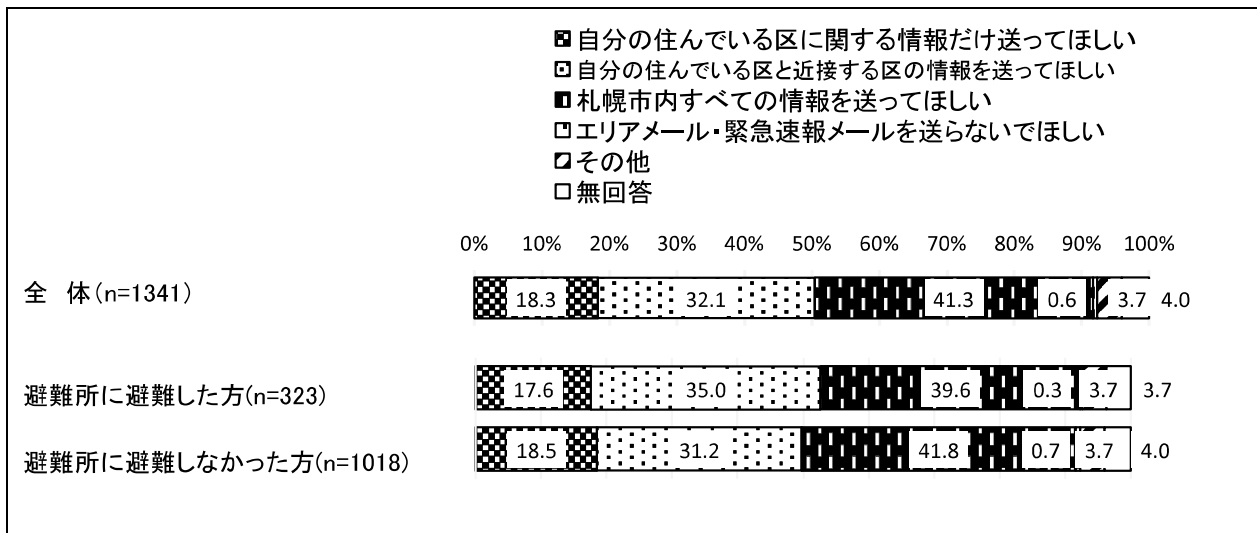 自分の住んでいる区に関する情報だけ送ってほしい
自分の住んでいる区と近接する区の情報を送ってほしい
札幌市内すべての情報を送ってほしい
エリアメール・緊急速報メールを送らないでほしい
その他
無回答
0% 10% 20% 30% 40% 50% 60% 70% 80% 90% 100%
全 体(n=1341) 18.3 32.1 41.3 0.6 3.7 4.0
避難所に避難した方(n=323) 17.6 35.0 39.6 0.3 3.7 3.7
避難所に避難しなかった方(n=1018) 18.5 31.2 41.8 0.7 3.7 4.0